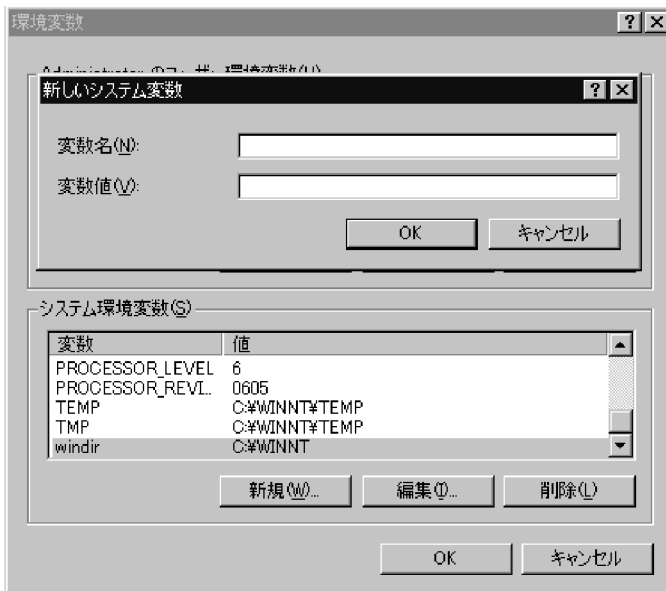 環境変数
新しいシステム変数
変数名(N):
変数値(V):
OK キャンセル
システム環境変数(S)
変数 値
PROCESSOR_LEVEL 6
PROCESSOR_REVI... 0605
TEMP C:¥WINNT¥TEMP
TMP C:¥WINNT¥TEMP
windir C:¥WINNT
新規(W)... 編集(I)... 削除(L)
OK キャンセル